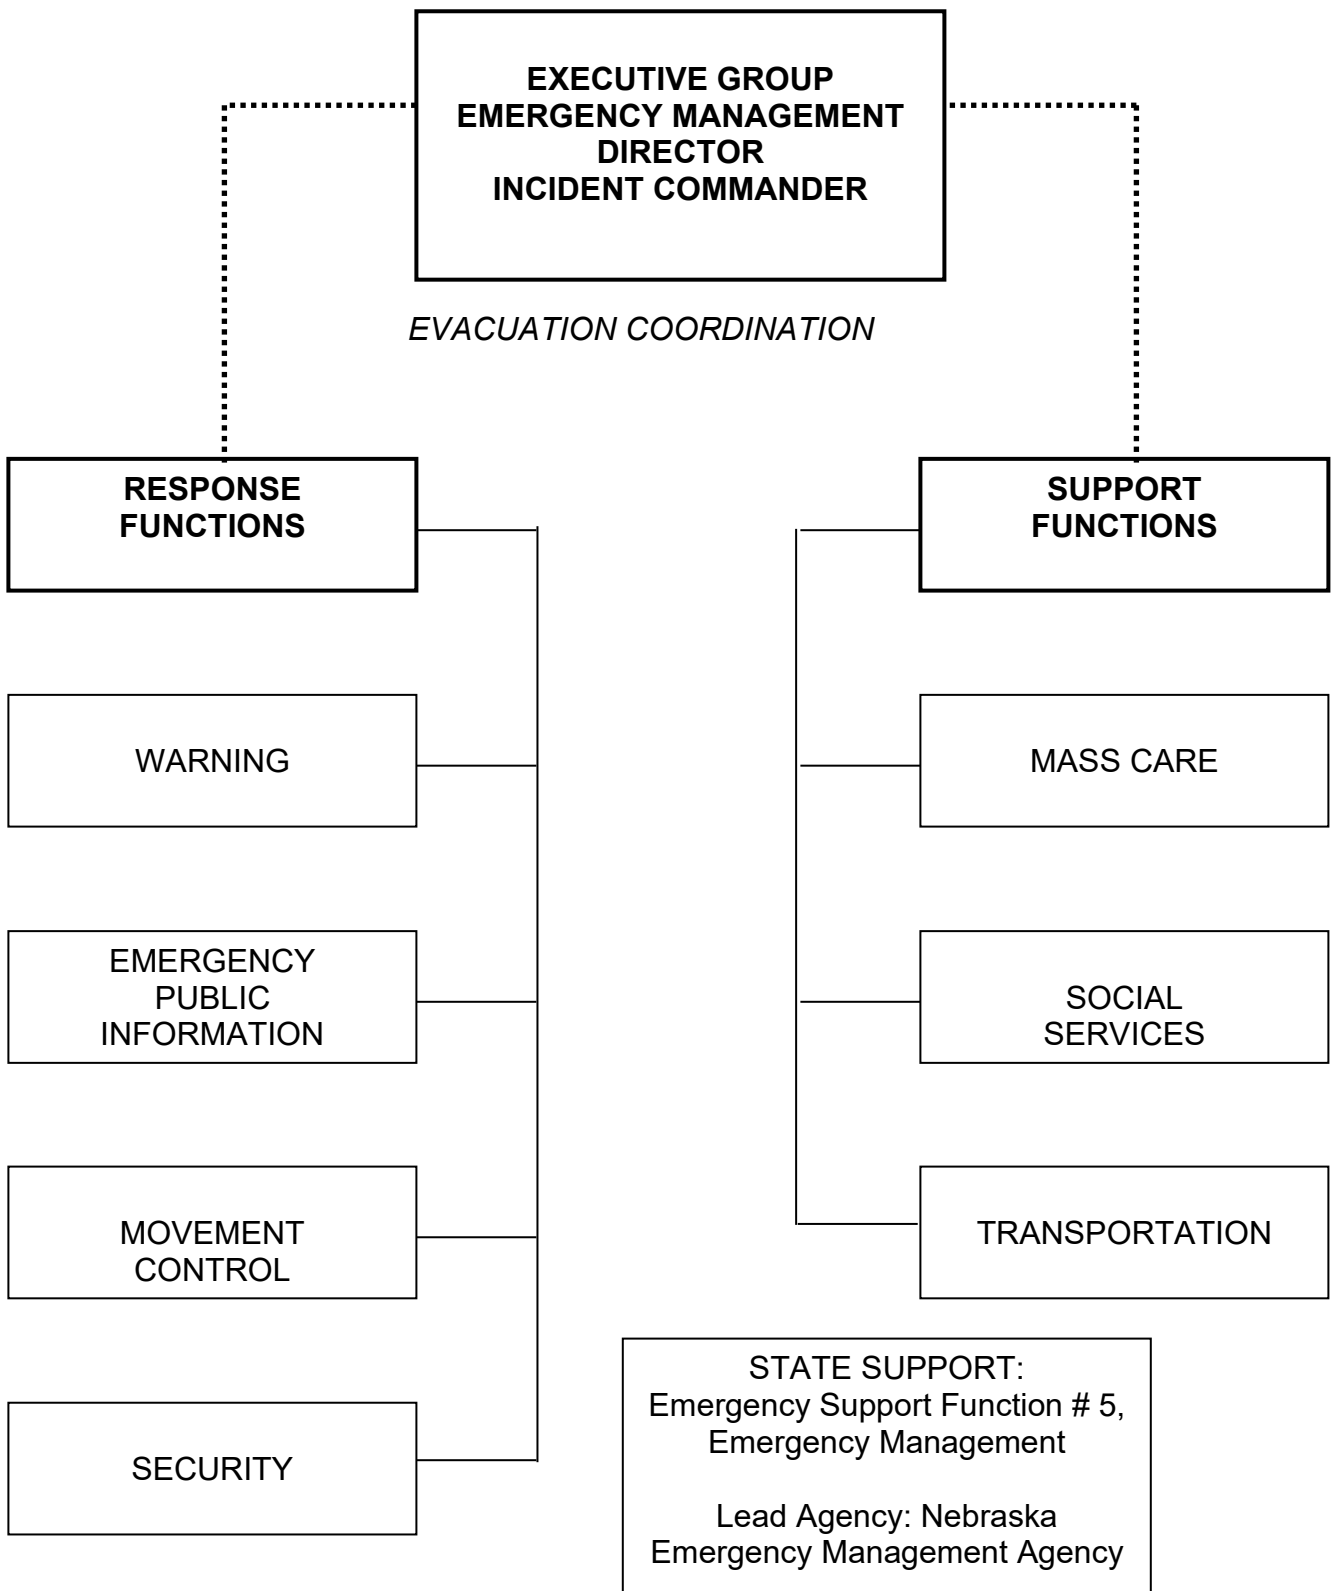 EXECUTIVE GROUP
EMERGENCY MANAGEMENT
DIRECTOR
INCIDENT COMMANDER
EVACUATION COORDINATION
RESPONSE
FUNCTIONS
WARNING
EMERGENCY
PUBLIC
INFORMATION
MOVEMENT
CONTROL
SECURITY
SUPPORT
FUNCTIONS
MASS CARE
SOCIAL
SERVICES
TRANSPORTATION
STATE SUPPORT:
Emergency Support Function # 5,
Emergency Management
Lead Agency: Nebraska
Emergency Management Agency